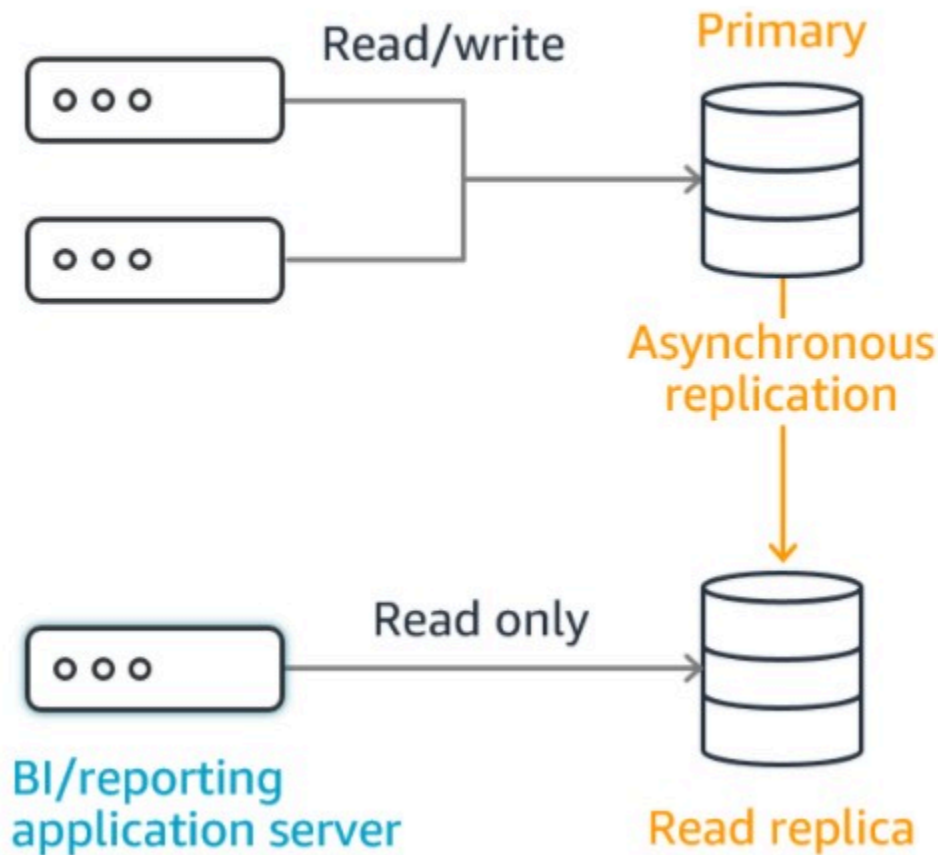 Read/write
Primary
Asynchronous
replication
Read only
BI/reporting
application server
Read replica